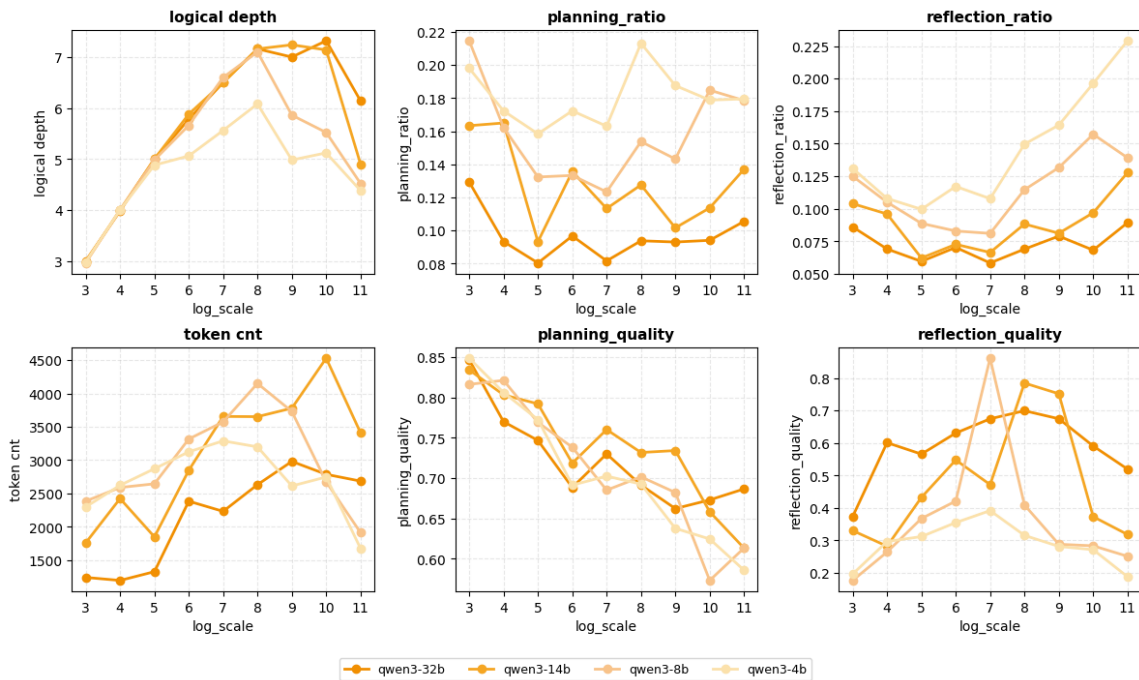 logical depth
planning_ratio
reflection_ratio
logical depth
7
6
5
4
3
3 4 5 6 7 8 9 10 11
log_scale
planning_ratio
0.22
0.20
0.18
0.16
0.14
0.12
0.10
0.08
3 4 5 6 7 8 9 10 11
log_scale
reflection_ratio
0.225
0.200
0.175
0.150
0.125
0.100
0.075
0.050
3 4 5 6 7 8 9 10 11
log_scale
token cnt
planning_quality
reflection_quality
token cnt
4500
4000
3500
3000
2500
2000
1500
3 4 5 6 7 8 9 10 11
log_scale
planning_quality
0.85
0.80
0.75
0.70
0.65
0.60
3 4 5 6 7 8 9 10 11
log_scale
reflection_quality
0.8
0.7
0.6
0.5
0.4
0.3
0.2
3 4 5 6 7 8 9 10 11
log_scale
qwen3-32b qwen3-14b qwen3-8b qwen3-4b